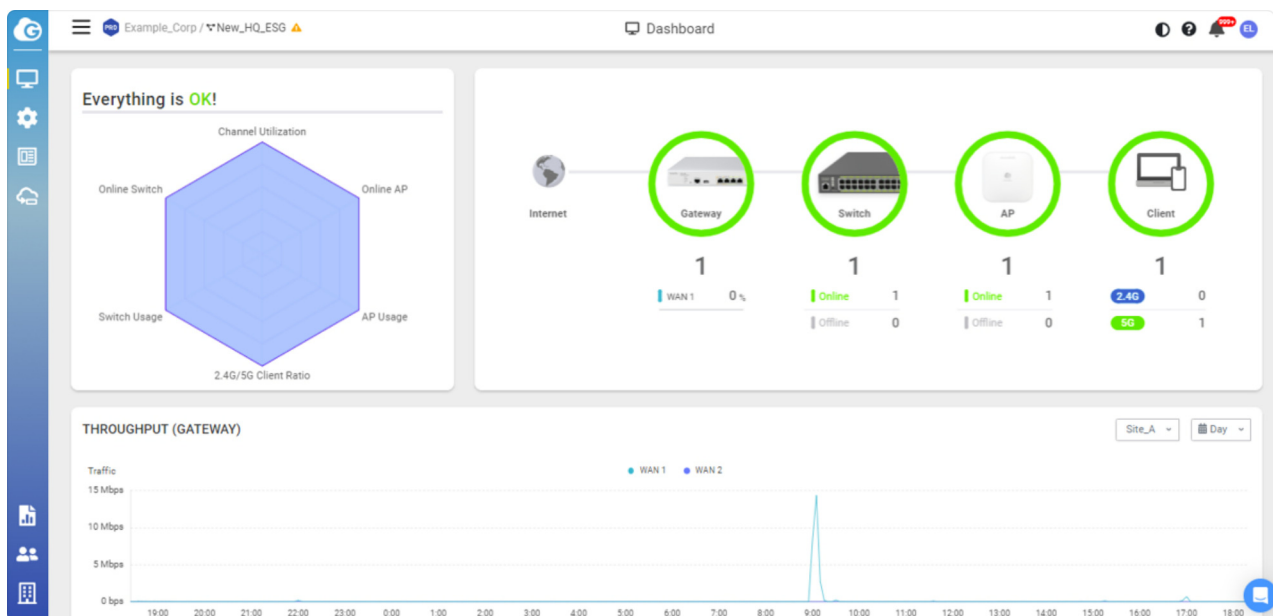 PRO Example_Corp / New_HQ_ESG
Dashboard
999+
EL
Everything is OK!
Channel Utilization
Online Switch
Online AP
Switch Usage
AP Usage
2.4G/5G Client Ratio
Internet
Gateway
Switch
AP
Client
1
1
1
1
WAN 1 0 %
Online 1
Online 1
2.4G 0
Offline 0
Offline 0
5G 1
THROUGHPUT (GATEWAY)
Site_A
Day
Traffic
WAN 1 WAN 2
15 Mbps
10 Mbps
5 Mbps
0 bps
19:00 20:00 21:00 22:00 23:00 0:00 1:00 2:00 3:00 4:00 5:00 6:00 7:00 8:00 9:00 10:00 11:00 12:00 13:00 14:00 15:00 16:00 17:00 18:00